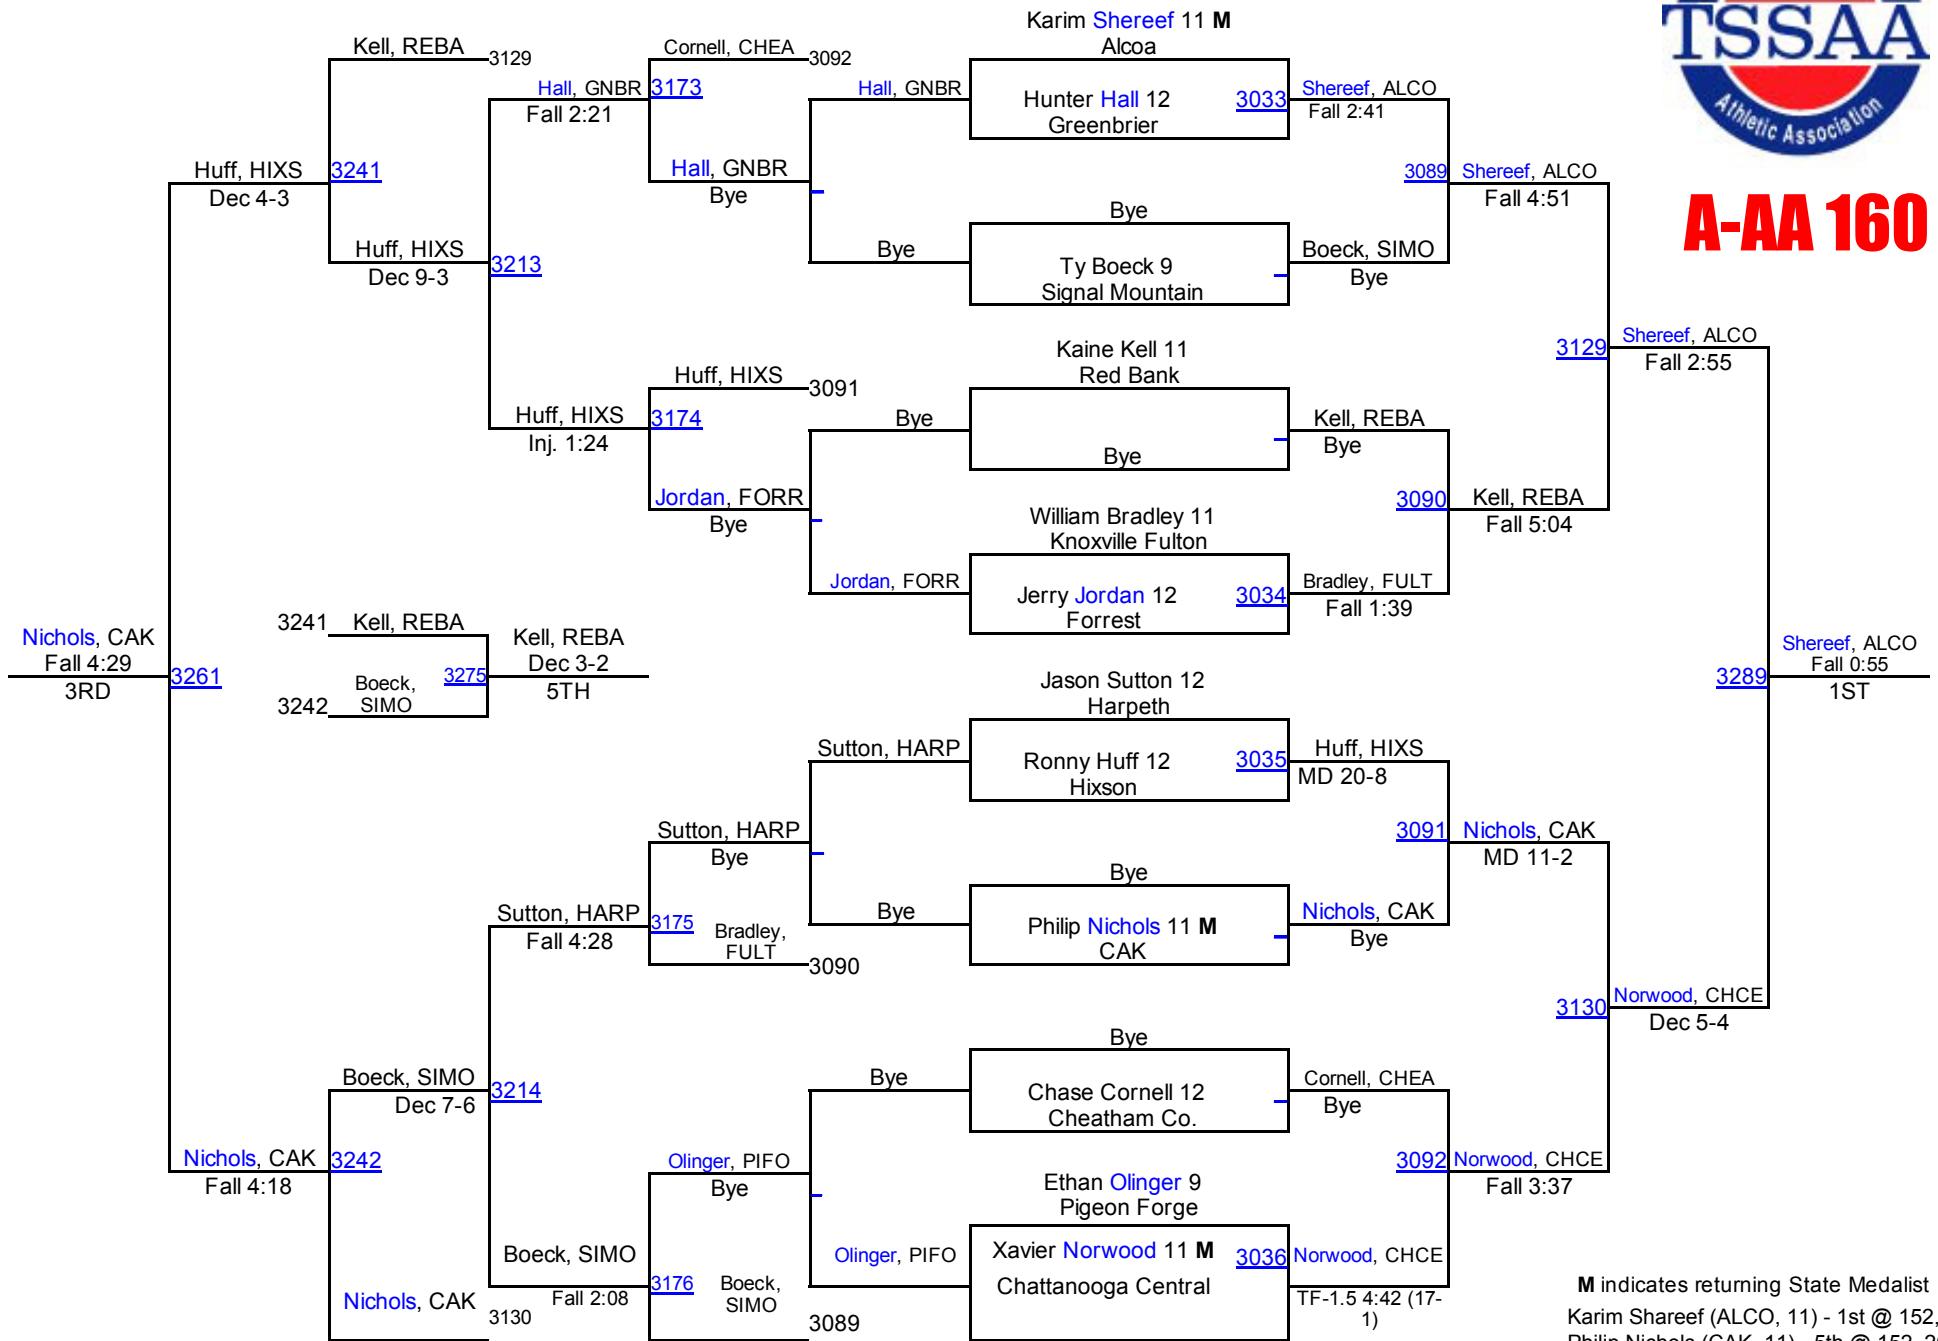 TSSAA
Athletic Association
A-AA 160
Karim Shereef 11 M
Alcoa
Kell, REBA
3129
Cornell, CHEA
3092
Hall, GNBR
3173
Fall 2:21
Hall, GNBR
Hunter Hall 12
3033
Greenbrier
Shereef, ALCO
Fall 2:41
Huff, HIXS
3241
Dec 4-3
Hall, GNBR
Bye
3089
Shereef, ALCO
Fall 4:51
Bye
Huff, HIXS
3213
Dec 9-3
Bye
Ty Boeck 9
Signal Mountain
Boeck, SIMO
Bye
Kaine Kell 11
Red Bank
3129
Shereef, ALCO
Fall 2:55
Huff, HIXS
3091
Huff, HIXS
3174
Inj. 1:24
Bye
Bye
Kell, REBA
Bye
Jordan, FORR
Bye
3090
Kell, REBA
Fall 5:04
William Bradley 11
Knoxville Fulton
Jordan, FORR
Jerry Jordan 12
3034
Forrest
Bradley, FULT
Fall 1:39
Nichols, CAK
Fall 4:29
3261
3RD
3241
Kell, REBA
Kell, REBA
Dec 3-2
5TH
3242
Boeck,
SIMO
3275
Shereef, ALCO
Fall 0:55
3289
1ST
Jason Sutton 12
Harpeth
Sutton, HARP
Ronny Huff 12
3035
Hixson
Huff, HIXS
MD 20-8
Sutton, HARP
Bye
3091
Nichols, CAK
MD 11-2
Bye
Sutton, HARP
Fall 4:28
3175
Bradley,
FULT
3090
Bye
Philip Nichols 11 M
CAK
Nichols, CAK
Bye
3130
Norwood, CHCE
Dec 5-4
Bye
Boeck, SIMO
3214
Dec 7-6
Bye
Chase Cornell 12
Cheatham Co.
Cornell, CHEA
Bye
Nichols, CAK
3242
Fall 4:18
Olinger, PIFO
Bye
3092
Norwood, CHCE
Fall 3:37
Ethan Olinger 9
Pigeon Forge
Boeck, SIMO
Fall 2:08
3176
Boeck,
SIMO
3089
Olinger, PIFO
Xavier Norwood 11 M
3036
Chattanooga Central
Norwood, CHCE
TF-1.5 4:42 (17-
1)
Nichols, CAK
3130
M indicates returning State Medalist
Karim Shareef (ALCO, 11) - 1st @ 152,